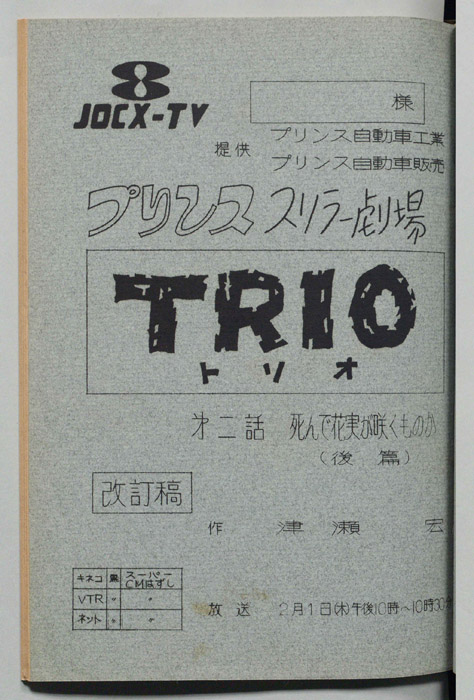 8
JOCX-TV
様
提供 プリンス自動車工業
プリンス自動車販売
プリンス スリラー劇場
TRIO
トリオ
第二話 死んで花実が咲くものか
(後篇)
改訂稿
作 津瀬 宏
キネコ 黒 スーパー CMはずし
VTR 〃 〃
ネット 〃 〃
放送 2月1日(木)午後10時〜10時30分